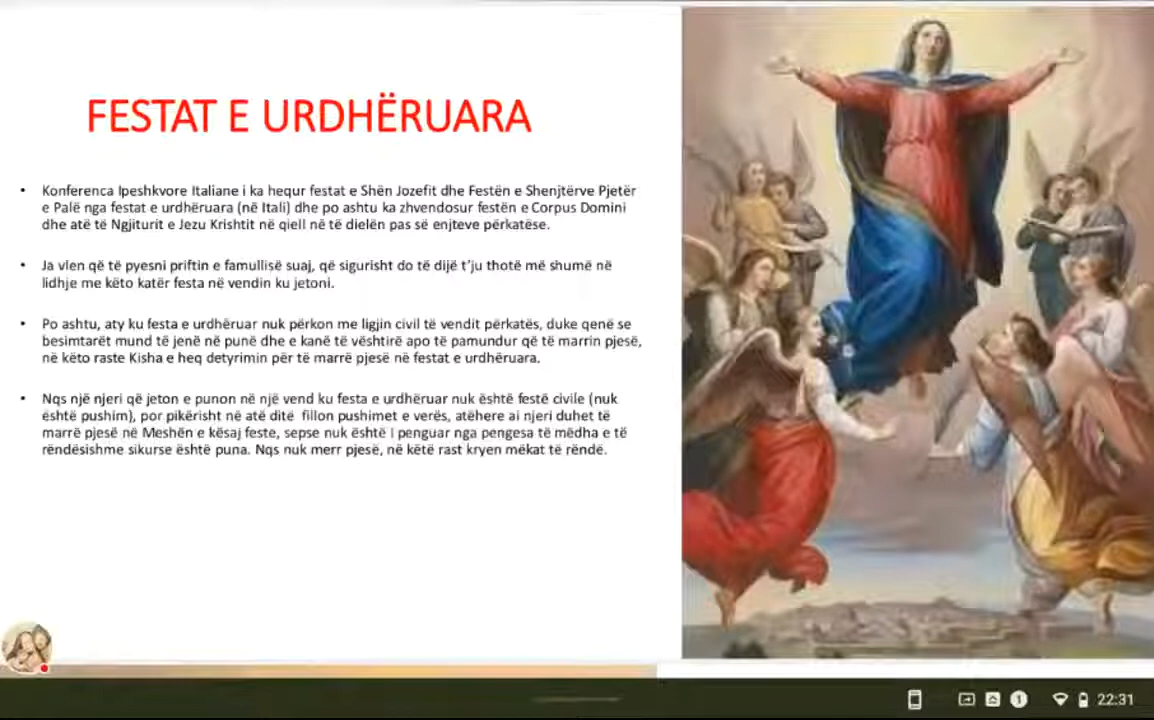 FESTAT E URDHËRUARA
• Konferenca Ipeshkvore Italiane i ka hequr festat e Shën Jozefit dhe Festën e Shenjtërve Pjetër
e Palë nga festat e urdhëruara (në Itali) dhe po ashtu ka zhvendosur festën e Corpus Domini
dhe atë të Ngjiturit e Jezu Krishtit në qiell në të dielën pas së enjteve përkatëse.
• Ja vlen që të pyesni priftin e famullisë suaj, që sigurisht do të dijë t'ju thotë më shumë në
lidhje me këto katër festa në vendin ku jetoni.
• Po ashtu, aty ku festa e urdhëruar nuk përkon me ligjin civil të vendit përkatës, duke qenë se
besimtarët mund të jenë në punë dhe e kanë të vështirë apo të pamundur që të marrin pjesë,
në këto raste Kisha e heq detyrimin për të marrë pjesë në festat e urdhëruara.
• Nqs një njeri që jeton e punon në një vend ku festa e urdhëruar nuk është festë civile (nuk
është pushim), por pikërisht në atë ditë fillon pushimet e verës, atëhere ai njeri duhet të
marrë pjesë në Meshën e kësaj feste, sepse nuk është i penguar nga pengesa të mëdha e të
rëndësishme sikurse është puna. Nqs nuk merr pjesë, në këtë rast kryen mëkat të rëndë.
1 22:31